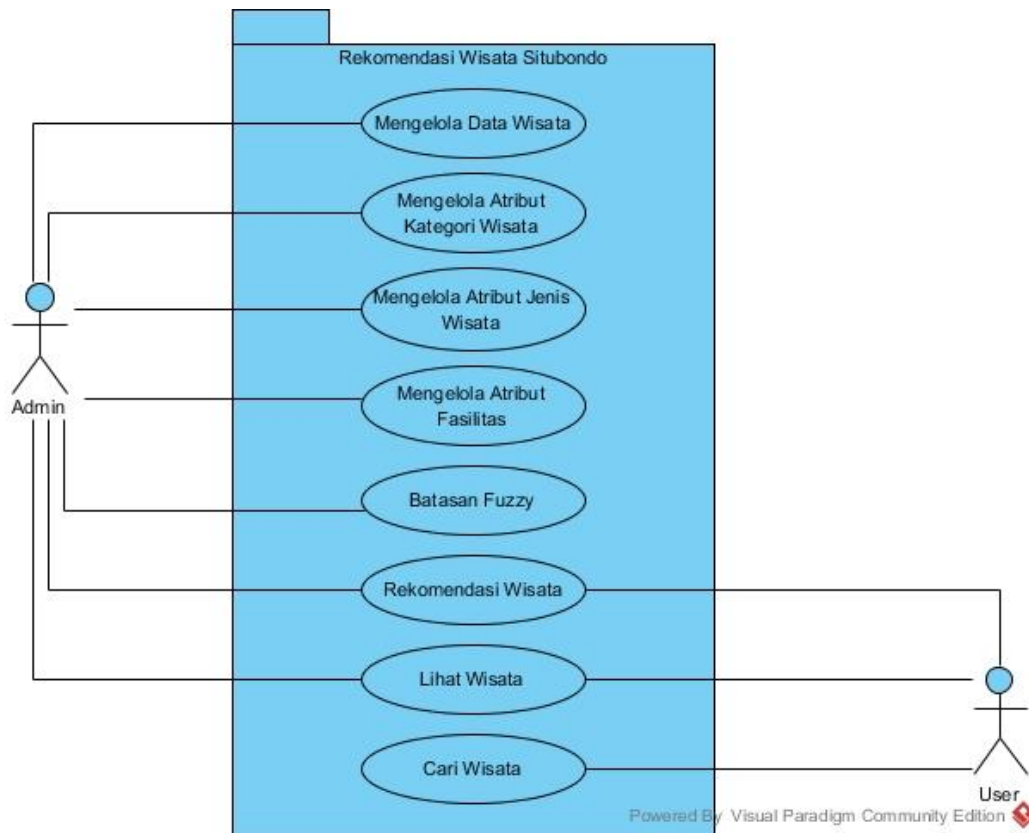 Rekomendasi Wisata Situbondo
Mengelola Data Wisata
Mengelola Atribut
Kategori Wisata
Mengelola Atribut Jenis
Wisata
Mengelola Atribut
Fasilitas
Admin
Batasan Fuzzy
Rekomendasi Wisata
Lihat Wisata
Cari Wisata
User
Powered By Visual Paradigm Community Edition